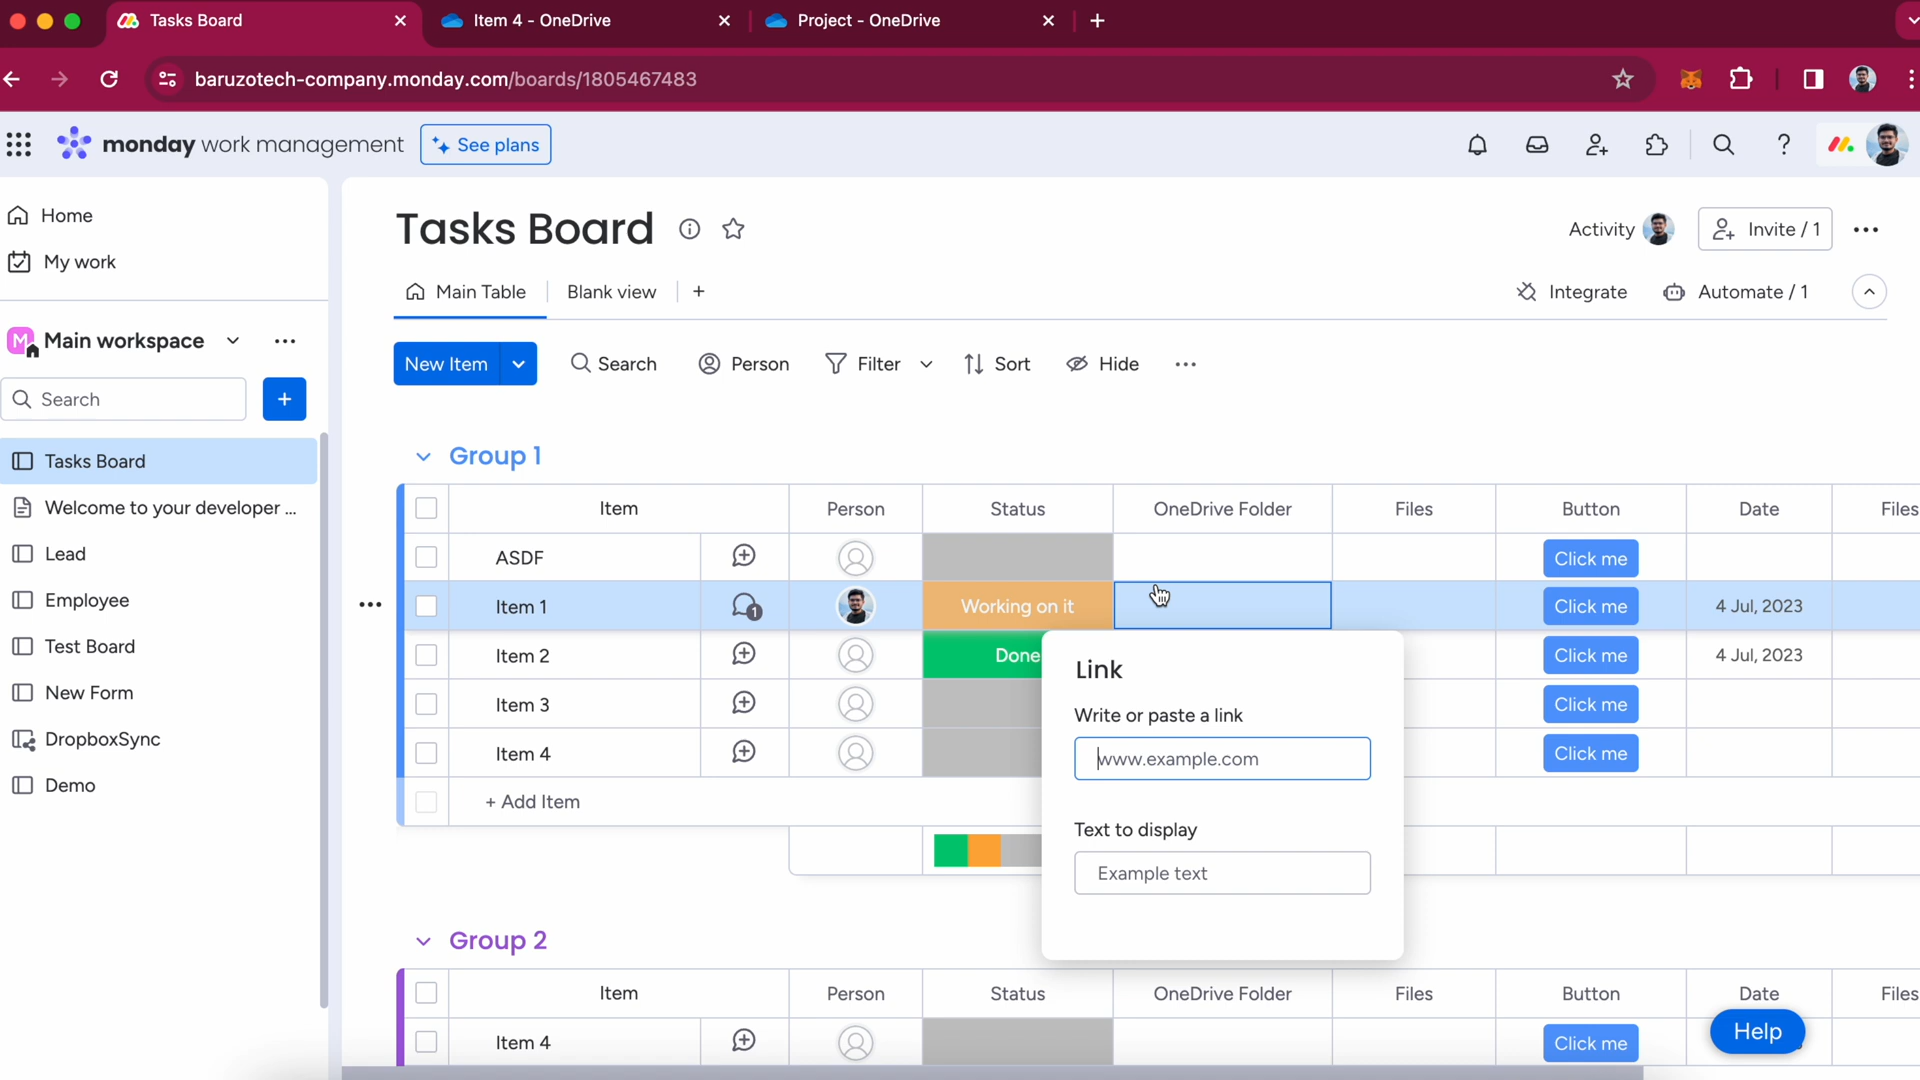 Tasks Board
Item 4 - OneDrive
Project - OneDrive
baruzotech-company.monday.com/boards/1805467483
monday work management
See plans
Home
My work
M
Main workspace
Search
Tasks Board
Welcome to your developer ...
Lead
Employee
Test Board
New Form
DropboxSync
Demo
Tasks Board
Activity
Invite / 1
Main Table
Blank view
Integrate
Automate / 1
New Item
Search
Person
Filter
Sort
Hide
Group 1
Item Person Status OneDrive Folder Files Button Date Files
ASDF Click me
Item 1 1 Working on it Click me 4 Jul, 2023
Item 2 Done Click me 4 Jul, 2023
Item 3 Click me
Item 4 Click me
+ Add Item
Link
Write or paste a link
www.example.com
Text to display
Example text
Group 2
Item Person Status OneDrive Folder Files Button Date Files
Item 4 Click me
Help